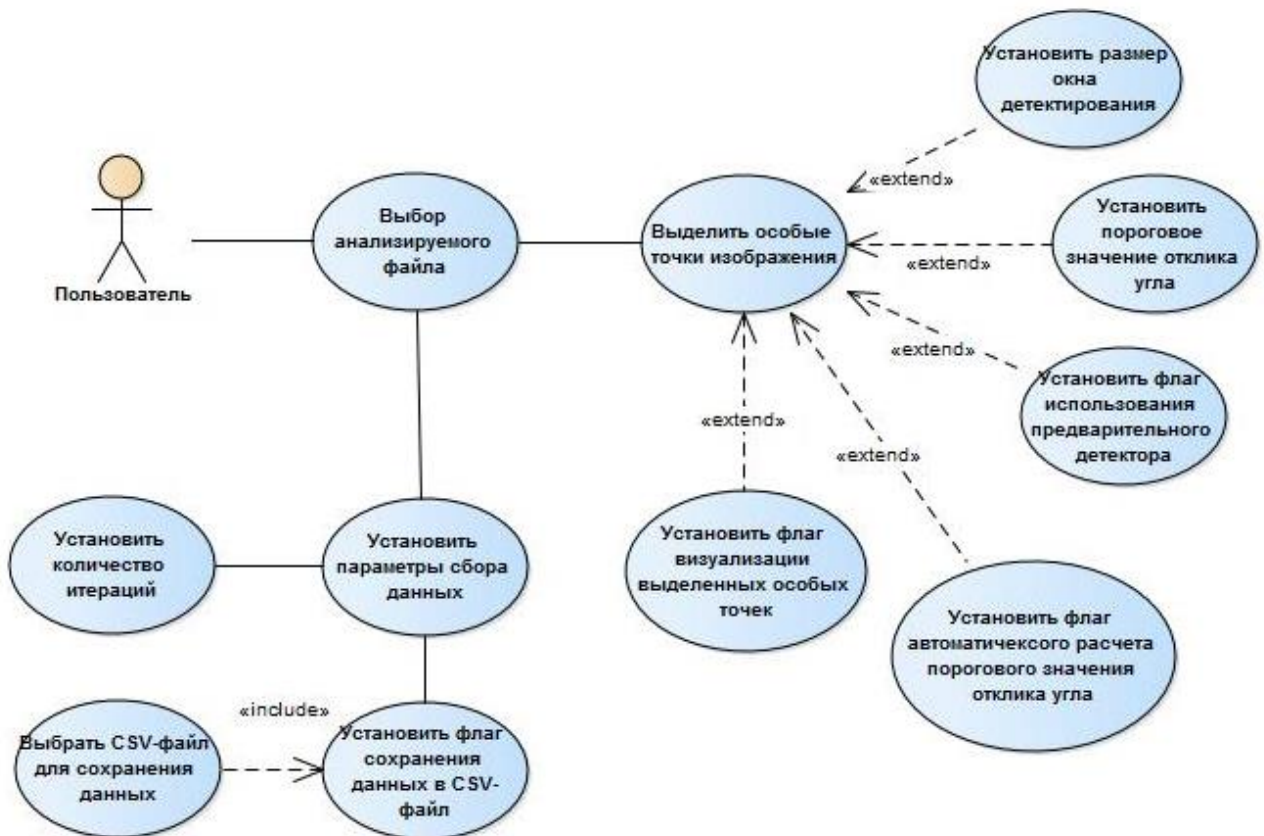 Установить размер
окна
детектирования
«extend»
Выбор
анализируемого
файла
Выделить особые
точки изображения
Установить
пороговое
значение отклика
угла
«extend»
Пользователь
«extend»
Установить флаг
использования
предварительного
детектора
«extend»
«extend»
Установить
количество
итераций
Установить
параметры сбора
данных
Установить флаг
визуализации
выделенных особых
точек
Установить флаг
автоматичексго расчета
порогового значения
отклика угла
«include»
Выбрать CSV-файл
для сохранения
данных
Установить флаг
сохранения
данных в CSV-
файл